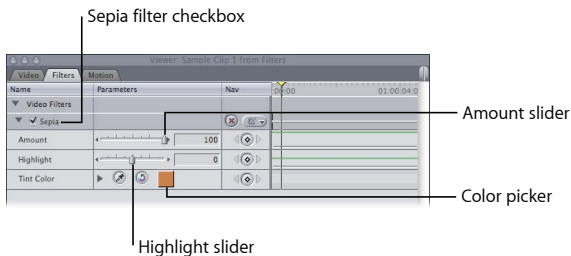 Sepia filter checkbox
Viewer: Sample Clip 1 from Filters
Video Filters Motion
Name Parameters Nav 00:00 01:00:04:0
Video Filters
Sepia
Amount 100
Amount slider
Highlight 0
Tint Color
Color picker
Highlight slider